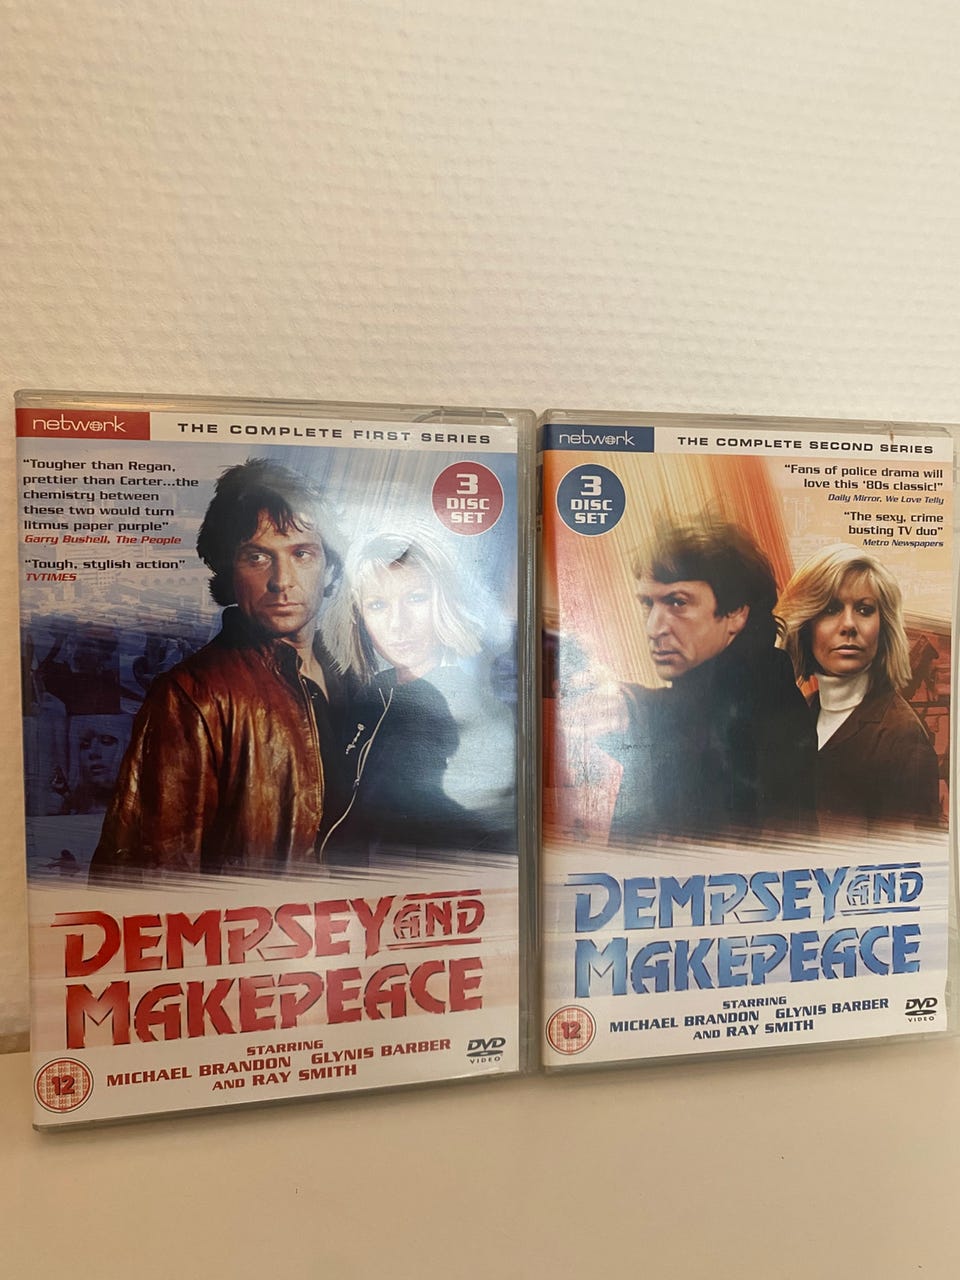 network
THE COMPLETE FIRST SERIES
"Tougher than Regan,
prettier than Carter...the
chemistry between
these two would turn
litmus paper purple"
Garry Bushell, The People
"Tough, stylish action"
TVTIMES
3
DISC
SET
DEMPSEY AND
MAKEPEACE
STARRING
MICHAEL BRANDON GLYNIS BARBER
AND RAY SMITH
12
DVD
VIDEO
network
THE COMPLETE SECOND SERIES
3
DISC
SET
"Fans of police drama will
love this '80s classic!"
Daily Mirror, We Love Telly
"The sexy, crime
busting TV duo"
Metro Newspapers
DEMPSEY AND
MAKEPEACE
STARRING
MICHAEL BRANDON GLYNIS BARBER
AND RAY SMITH
12
DVD
VIDEO